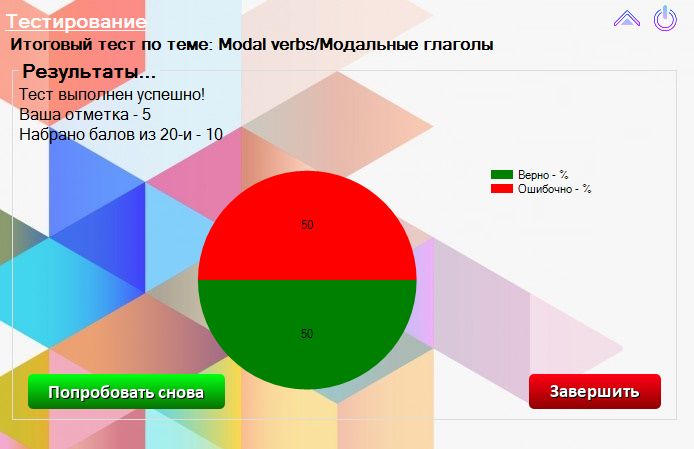 Тестирование
Итоговый тест по теме: Modal verbs/Модальные глаголы
Результаты...
Тест выполнен успешно!
Ваша отметка - 5
Набрано балов из 20-и - 10
Верно - %
Ошибочно - %
50
50
Попробовать снова
Завершить